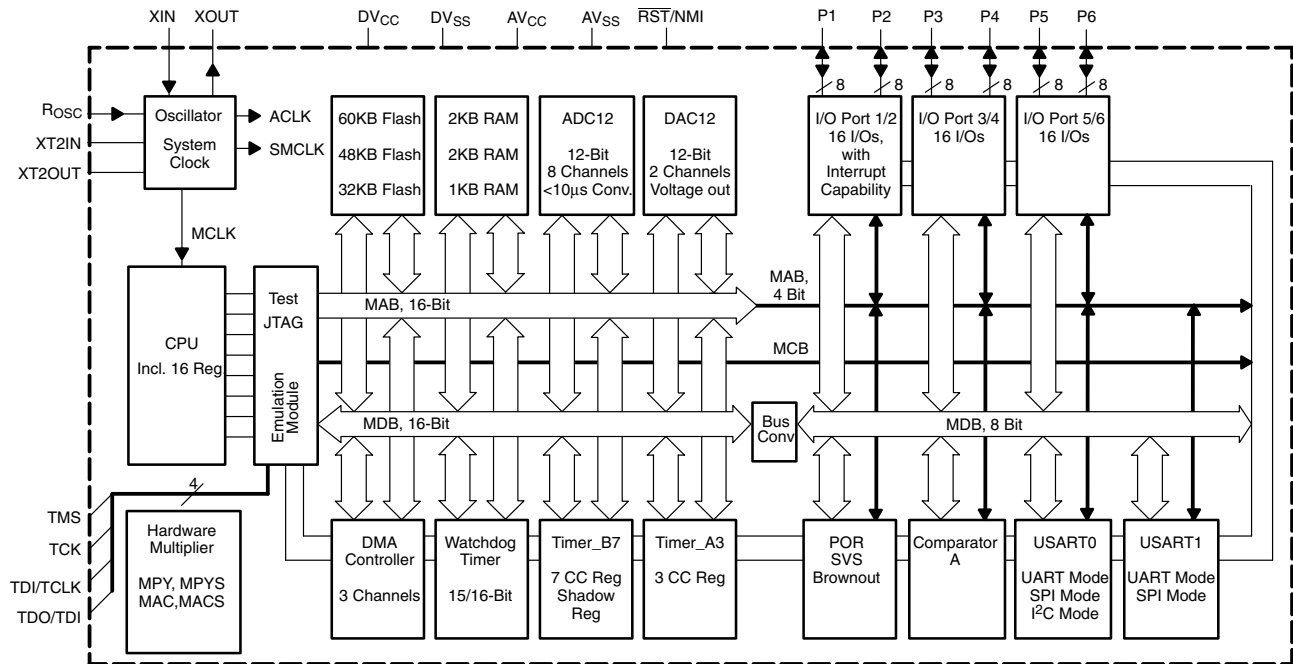 XIN XOUT DVCC DVSS AVCC AVSS RST/NMI P1 P2 P3 P4 P5 P6
8 8 8 8 8 8
ROSC
XT2IN
XT2OUT
Oscillator
System
Clock
ACLK
SMCLK
MCLK
60KB Flash
48KB Flash
32KB Flash
2KB RAM
2KB RAM
1KB RAM
ADC12
12-Bit
8 Channels
<10μs Conv.
DAC12
12-Bit
2 Channels
Voltage out
I/O Port 1/2
16 I/Os,
with
Interrupt
Capability
I/O Port 3/4
16 I/Os
I/O Port 5/6
16 I/Os
CPU
Incl. 16 Reg.
Test
JTAG
Emulation
Module
MAB, 16-Bit
MAB,
4 Bit
MCB
MDB, 16-Bit
Bus
Conv
MDB, 8 Bit
4
TMS
TCK
TDI/TCLK
TDO/TDI
Hardware
Multiplier
MPY, MPYS
MAC,MACS
DMA
Controller
3 Channels
Watchdog
Timer
15/16-Bit
Timer_B7
7 CC Reg
Shadow
Reg
Timer_A3
3 CC Reg
POR
SVS
Brownout
Comparator
A
USART0
UART Mode
SPI Mode
I²C Mode
USART1
UART Mode
SPI Mode